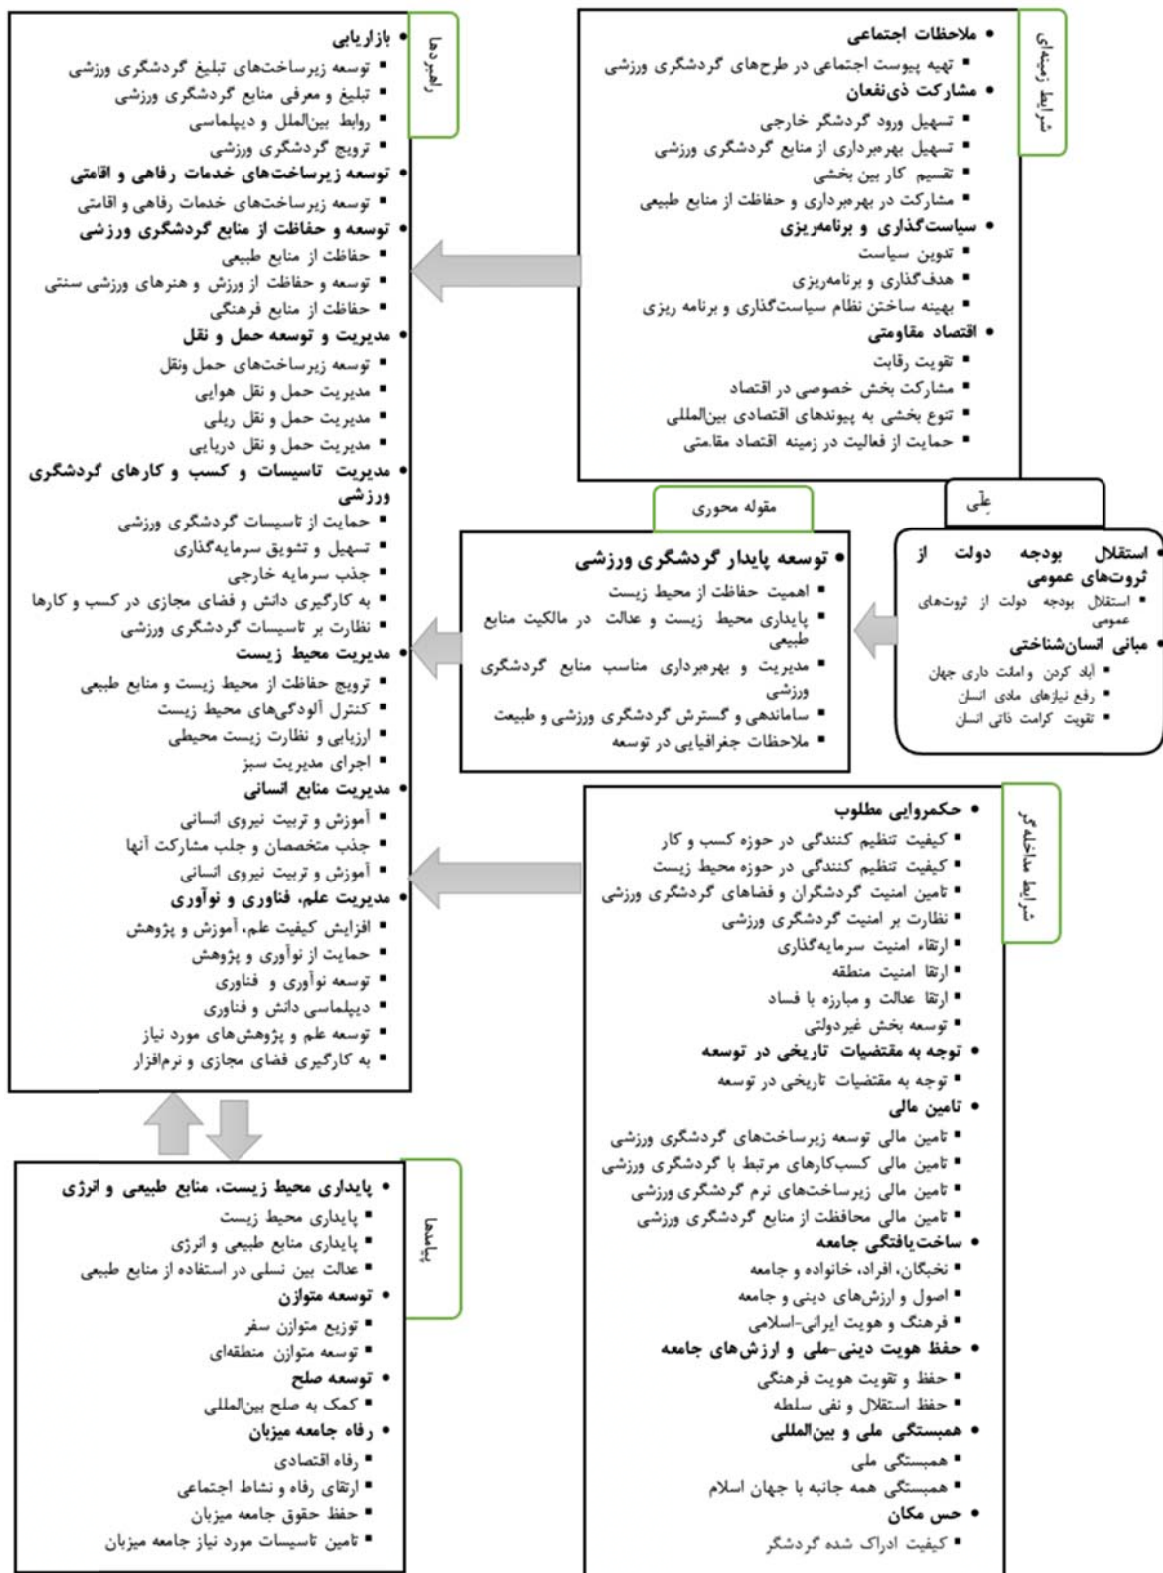 شرایط زمینه‌ای
• ملاحظات اجتماعی
▪ تهیه پیوست اجتماعی در طرح‌های گردشگری ورزشی
• مشارکت ذی‌نفعان
▪ تسهیل ورود گردشگر خارجی
▪ تسهیل بهره‌برداری از منابع گردشگری ورزشی
▪ تقسیم کار بین بخشی
▪ مشارکت در بهره‌برداری و حفاظت از منابع طبیعی
• سیاست‌گذاری و برنامه‌ریزی
▪ تدوین سیاست
▪ هدف‌گذاری و برنامه‌ریزی
▪ بهینه ساختن نظام سیاست‌گذاری و برنامه ریزی
• اقتصاد مقاومتی
▪ تقویت رقابت
▪ مشارکت بخش خصوصی در اقتصاد
▪ تنوع بخشی به پیوندهای اقتصادی بین‌المللی
▪ حمایت از فعالیت در زمینه اقتصاد مقامتی
علّی
• استقلال بودجه دولت از
ثروت‌های عمومی
▪ استقلال بودجه دولت از ثروت‌های
عمومی
• مبانی انسان‌شناختی
▪ آباد کردن و امانت داری جهان
▪ رفع نیازهای مادی انسان
▪ تقویت کرامت ذاتی انسان
مقوله محوری
• توسعه پایدار گردشگری ورزشی
▪ اهمیت حفاظت از محیط زیست
▪ پایداری محیط زیست و عدالت در مالکیت منابع
طبیعی
▪ مدیریت و بهره‌برداری مناسب منابع گردشگری
ورزشی
▪ ساماندهی و گسترش گردشگری ورزشی و طبیعت
▪ ملاحظات جغرافیایی در توسعه
شرایط مداخله‌گر
• حکمروایی مطلوب
▪ کیفیت تنظیم کنندگی در حوزه کسب و کار
▪ کیفیت تنظیم کنندگی در حوزه محیط زیست
▪ تامین امنیت گردشگران و فضاهای گردشگری ورزشی
▪ نظارت بر امنیت گردشگری ورزشی
▪ ارتقاء امنیت سرمایه‌گذاری
▪ ارتقا امنیت منطقه
▪ ارتقا عدالت و مبارزه با فساد
▪ توسعه بخش غیردولتی
• توجه به مقتضیات تاریخی در توسعه
▪ توجه به مقتضیات تاریخی در توسعه
• تامین مالی
▪ تامین مالی توسعه زیرساخت‌های گردشگری ورزشی
▪ تامین مالی کسب‌کارهای مرتبط با گردشگری ورزشی
▪ تامین مالی زیرساخت‌های نرم گردشگری ورزشی
▪ تامین مالی محافظت از منابع گردشگری ورزشی
• ساخت‌یافتگی جامعه
▪ نخبگان، افراد، خانواده و جامعه
▪ اصول و ارزش‌های دینی و جامعه
▪ فرهنگ و هویت ایرانی-اسلامی
• حفظ هویت دینی-ملی و ارزش‌های جامعه
▪ حفظ و تقویت هویت فرهنگی
▪ حفظ استقلال و نفی سلطه
• همبستگی ملی و بین‌المللی
▪ همبستگی ملی
▪ همبستگی همه جانبه با جهان اسلام
• حس مکان
▪ کیفیت ادراک شده گردشگر
راهبردها
• بازاریابی
▪ توسعه زیرساخت‌های تبلیغ گردشگری ورزشی
▪ تبلیغ و معرفی منابع گردشگری ورزشی
▪ روابط بین‌الملل و دیپلماسی
▪ ترویج گردشگری ورزشی
• توسعه زیرساخت‌های خدمات رفاهی و اقامتی
▪ توسعه زیرساخت‌های خدمات رفاهی و اقامتی
• توسعه و حفاظت از منابع گردشگری ورزشی
▪ حفاظت از منابع طبیعی
▪ توسعه و حفاظت از ورزش و هنرهای ورزشی سنتی
▪ حفاظت از منابع فرهنگی
• مدیریت و توسعه حمل و نقل
▪ توسعه زیرساخت‌های حمل ونقل
▪ مدیریت حمل و نقل هوایی
▪ مدیریت حمل و نقل ریلی
▪ مدیریت حمل و نقل دریایی
• مدیریت تاسیسات و کسب و کارهای گردشگری
ورزشی
▪ حمایت از تاسیسات گردشگری ورزشی
▪ تسهیل و تشویق سرمایه‌گذاری
▪ جذب سرمایه خارجی
▪ به کارگیری دانش و فضای مجازی در کسب و کارها
▪ نظارت بر تاسیسات گردشگری ورزشی
• مدیریت محیط زیست
▪ ترویج حفاظت از محیط زیست و منابع طبیعی
▪ کنترل آلودگی‌های محیط زیست
▪ ارزیابی و نظارت زیست محیطی
▪ اجرای مدیریت سبز
• مدیریت منابع انسانی
▪ آموزش و تربیت نیروی انسانی
▪ جذب متخصصان و جلب مشارکت آنها
▪ آموزش و تربیت نیروی انسانی
• مدیریت علم، فناوری و نوآوری
▪ افزایش کیفیت علم، آموزش و پژوهش
▪ حمایت از نوآوری و پژوهش
▪ توسعه نوآوری و فناوری
▪ دیپلماسی دانش و فناوری
▪ توسعه علم و پژوهش‌های مورد نیاز
▪ به کارگیری فضای مجازی و نرم‌افزار
پیامدها
• پایداری محیط زیست، منابع طبیعی و انرژی
▪ پایداری محیط زیست
▪ پایداری منابع طبیعی و انرژی
▪ عدالت بین نسلی در استفاده از منابع طبیعی
• توسعه متوازن
▪ توزیع متوازن سفر
▪ توسعه متوازن منطقه‌ای
• توسعه صلح
▪ کمک به صلح بین‌المللی
• رفاه جامعه میزبان
▪ رفاه اقتصادی
▪ ارتقای رفاه و نشاط اجتماعی
▪ حفظ حقوق جامعه میزبان
▪ تامین تاسیسات مورد نیاز جامعه میزبان